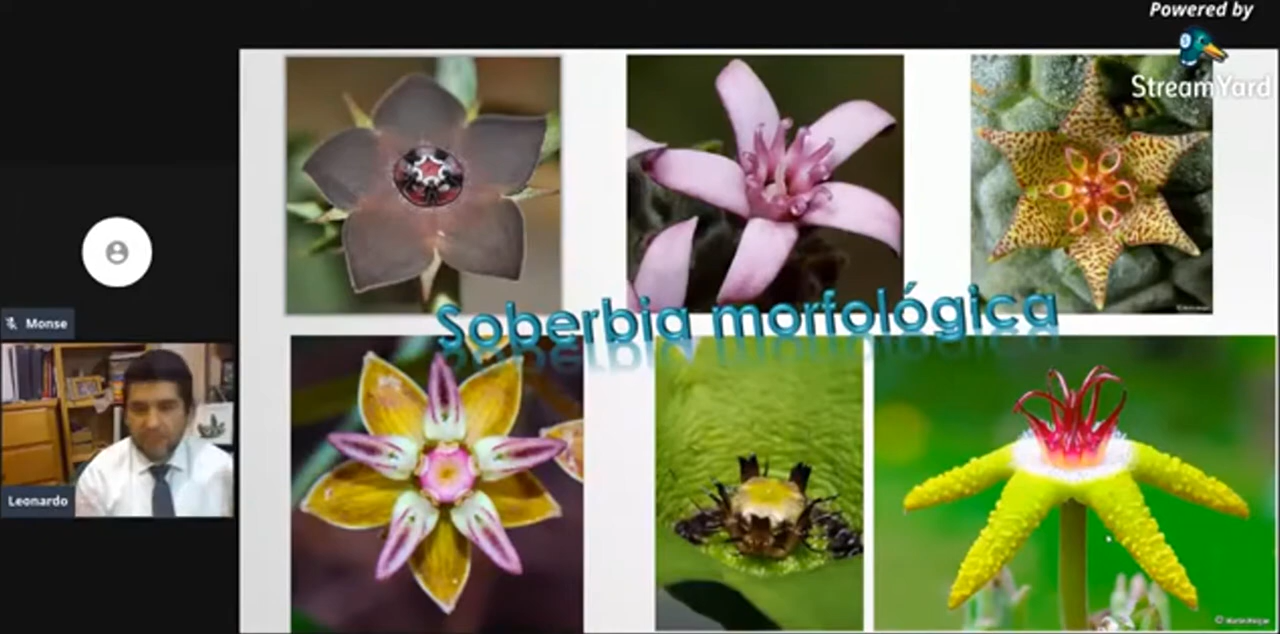 Powered by
StreamYard
Soberbia morfológica
Monse
Leonardo